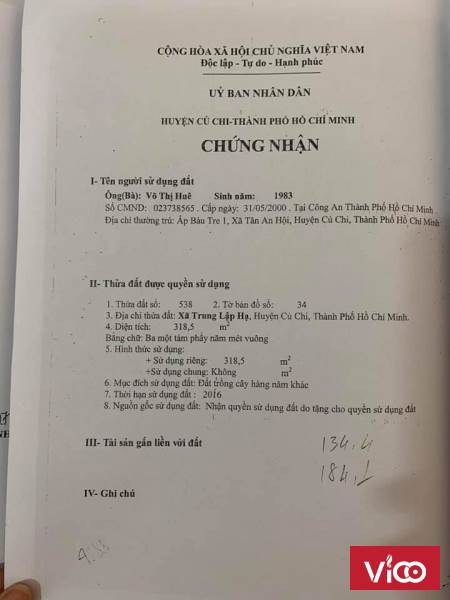 CỘNG HÒA XÃ HỘI CHỦ NGHĨA VIỆT NAM
Độc lập - Tự do - Hạnh phúc
UỶ BAN NHÂN DÂN
HUYỆN CỦ CHI-THÀNH PHỐ HỒ CHÍ MINH
CHỨNG NHẬN
I- Tên người sử dụng đất
Ông(Bà): Võ Thị Huê Sinh năm: 1983
Số CMND: 023738565 . Cấp ngày: 31/05/2000 . Tại Công An Thành Phố Hồ Chí Minh .
Địa chỉ thường trú: Ấp Bàu Tre 1, Xã Tân An Hội, Huyện Củ Chi, Thành Phố Hồ Chí Minh
II- Thửa đất được quyền sử dụng
1. Thửa đất số: 538 2. Tờ bản đồ số: 34
3. Địa chỉ thửa đất: Xã Trung Lập Hạ, Huyện Củ Chi, Thành Phố Hồ Chí Minh.
4. Diện tích: 318,5 m2
Bằng chữ: Ba một tám phẩy năm mét vuông
5. Hình thức sử dụng:
+ Sử dụng riêng: 318,5 m2
+Sử dụng chung: Không m2
6. Mục đích sử dụng đất: Đất trồng cây hàng năm khác
7. Thời hạn sử dụng đất: 2016
8. Nguồn gốc sử dụng đất: Nhận quyền sử dụng đất do tặng cho quyền sử dụng đất
III- Tài sản gắn liền với đất
134,4
184,1
IV- Ghi chú
Vico